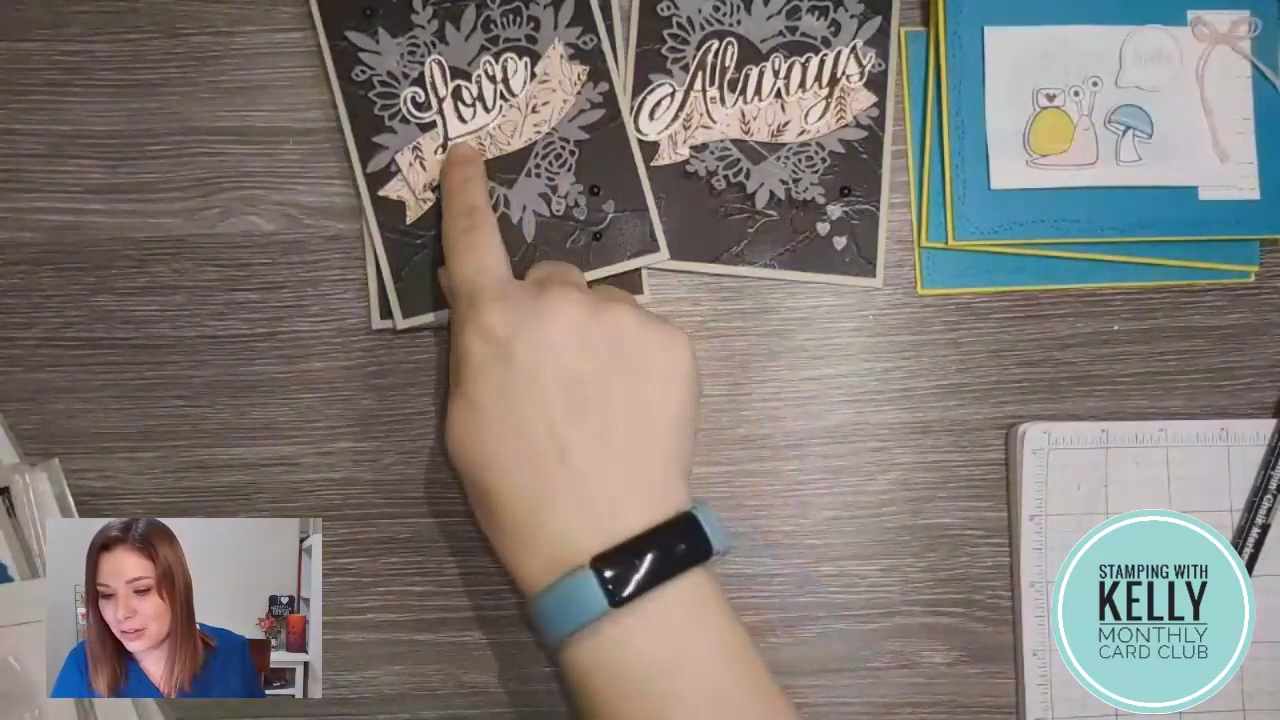 Love
Always
STAMPING WITH
KELLY
MONTHLY
CARD CLUB